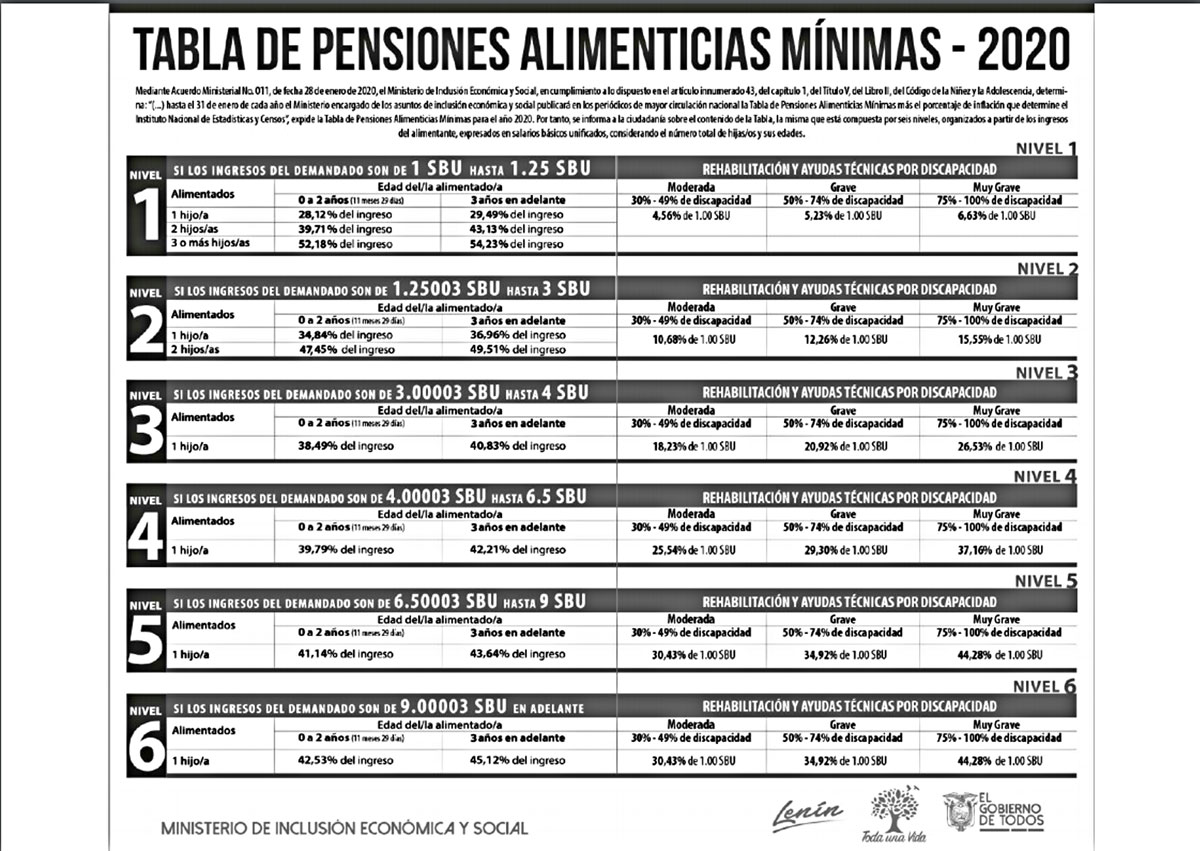 TABLA DE PENSIONES ALIMENTICIAS MÍNIMAS - 2020
Mediante Acuerdo Ministerial No. 011, de fecha 28 de enero de 2020, el Ministerio de Inclusión Económica y Social, en cumplimiento a lo dispuesto en el artículo innumerado 43, del capítulo 1, del Título V, del Libro II, del Código de la Niñez y la Adolescencia, determi-
na: "(...) hasta el 31 de enero de cada año el Ministerio encargado de los asuntos de inclusión económica y social publicará en los periódicos de mayor circulación nacional la Tabla de Pensiones Alimenticias Mínimas más el porcentaje de inflación que determine el
Instituto Nacional de Estadísticas y Censos", expide la Tabla de Pensiones Alimenticias Mínimas para el año 2020. Por tanto, se informa a la ciudadanía sobre el contenido de la Tabla, la misma que está compuesta por seis niveles, organizados a partir de los ingresos
del alimentante, expresados en salarios básicos unificados, considerando el número total de hijas/os y sus edades.
NIVEL 1
NIVEL 1 SI LOS INGRESOS DEL DEMANDADO SON DE 1 SBU HASTA 1.25 SBU REHABILITACIÓN Y AYUDAS TÉCNICAS POR DISCAPACIDAD
Alimentados Edad del/la alimentado/a Moderada Grave Muy Grave
0 a 2 años (11 meses 29 días) 3 años en adelante 30% - 49% de discapacidad 50% - 74% de discapacidad 75% - 100% de discapacidad
1 hijo/a 28,12% del ingreso 29,49% del ingreso 4,56% de 1.00 SBU 5,23% de 1.00 SBU 6,63% de 1.00 SBU
2 hijos/as 39,71% del ingreso 43,13% del ingreso
3 o más hijos/as 52,18% del ingreso 54,23% del ingreso
NIVEL 2
NIVEL 2 SI LOS INGRESOS DEL DEMANDADO SON DE 1.25003 SBU HASTA 3 SBU REHABILITACIÓN Y AYUDAS TÉCNICAS POR DISCAPACIDAD
Alimentados Edad del/la alimentado/a Moderada Grave Muy Grave
0 a 2 años (11 meses 29 días) 3 años en adelante 30% - 49% de discapacidad 50% - 74% de discapacidad 75% - 100% de discapacidad
1 hijo/a 34,84% del ingreso 36,96% del ingreso 10,68% de 1.00 SBU 12,26% de 1.00 SBU 15,55% de 1.00 SBU
2 hijos/as 47,45% del ingreso 49,51% del ingreso
NIVEL 3
NIVEL 3 SI LOS INGRESOS DEL DEMANDADO SON DE 3.00003 SBU HASTA 4 SBU REHABILITACIÓN Y AYUDAS TÉCNICAS POR DISCAPACIDAD
Alimentados Edad del/la alimentado/a Moderada Grave Muy Grave
0 a 2 años (11 meses 29 días) 3 años en adelante 30% - 49% de discapacidad 50% - 74% de discapacidad 75% - 100% de discapacidad
1 hijo/a 38,49% del ingreso 40,83% del ingreso 18,23% de 1.00 SBU 20,92% de 1.00 SBU 26,53% de 1.00 SBU
NIVEL 4
NIVEL 4 SI LOS INGRESOS DEL DEMANDADO SON DE 4.00003 SBU HASTA 6.5 SBU REHABILITACIÓN Y AYUDAS TÉCNICAS POR DISCAPACIDAD
Alimentados Edad del/la alimentado/a Moderada Grave Muy Grave
0 a 2 años (11 meses 29 días) 3 años en adelante 30% - 49% de discapacidad 50% - 74% de discapacidad 75% - 100% de discapacidad
1 hijo/a 39,79% del ingreso 42,21% del ingreso 25,54% de 1.00 SBU 29,30% de 1.00 SBU 37,16% de 1.00 SBU
NIVEL 5
NIVEL 5 SI LOS INGRESOS DEL DEMANDADO SON DE 6.50003 SBU HASTA 9 SBU REHABILITACIÓN Y AYUDAS TÉCNICAS POR DISCAPACIDAD
Alimentados Edad del/la alimentado/a Moderada Grave Muy Grave
0 a 2 años (11 meses 29 días) 3 años en adelante 30% - 49% de discapacidad 50% - 74% de discapacidad 75% - 100% de discapacidad
1 hijo/a 41,14% del ingreso 43,64% del ingreso 30,43% de 1.00 SBU 34,92% de 1.00 SBU 44,28% de 1.00 SBU
NIVEL 6
NIVEL 6 SI LOS INGRESOS DEL DEMANDADO SON DE 9.00003 SBU EN ADELANTE REHABILITACIÓN Y AYUDAS TÉCNICAS POR DISCAPACIDAD
Alimentados Edad del/la alimentado/a Moderada Grave Muy Grave
0 a 2 años (11 meses 29 días) 3 años en adelante 30% - 49% de discapacidad 50% - 74% de discapacidad 75% - 100% de discapacidad
1 hijo/a 42,53% del ingreso 45,12% del ingreso 30,43% de 1.00 SBU 34,92% de 1.00 SBU 44,28% de 1.00 SBU
MINISTERIO DE INCLUSIÓN ECONÓMICA Y SOCIAL
Lenín
Toda una Vida
EL
GOBIERNO
DE TODOS